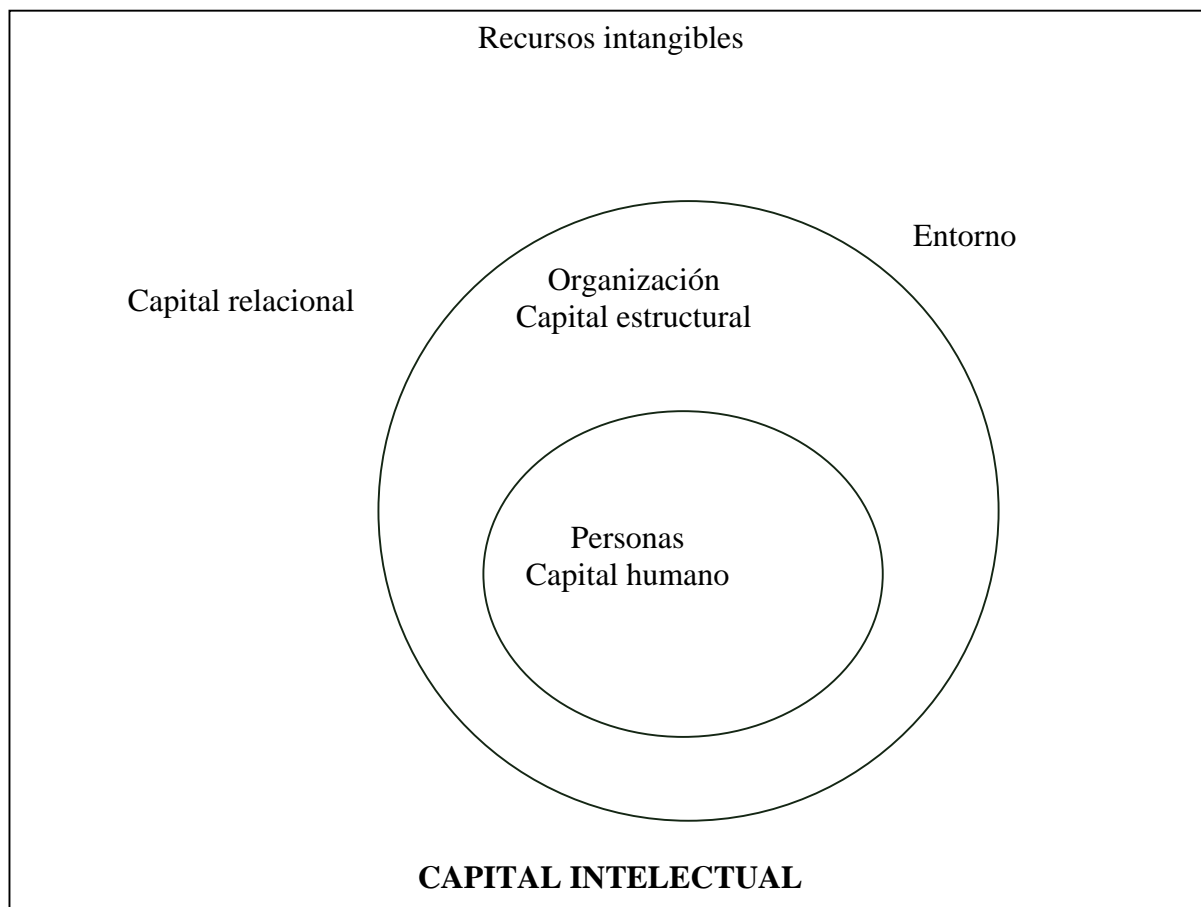 Recursos intangibles
Entorno
Organización
Capital relacional
Capital estructural
Personas
Capital humano
CAPITAL INTELECTUAL